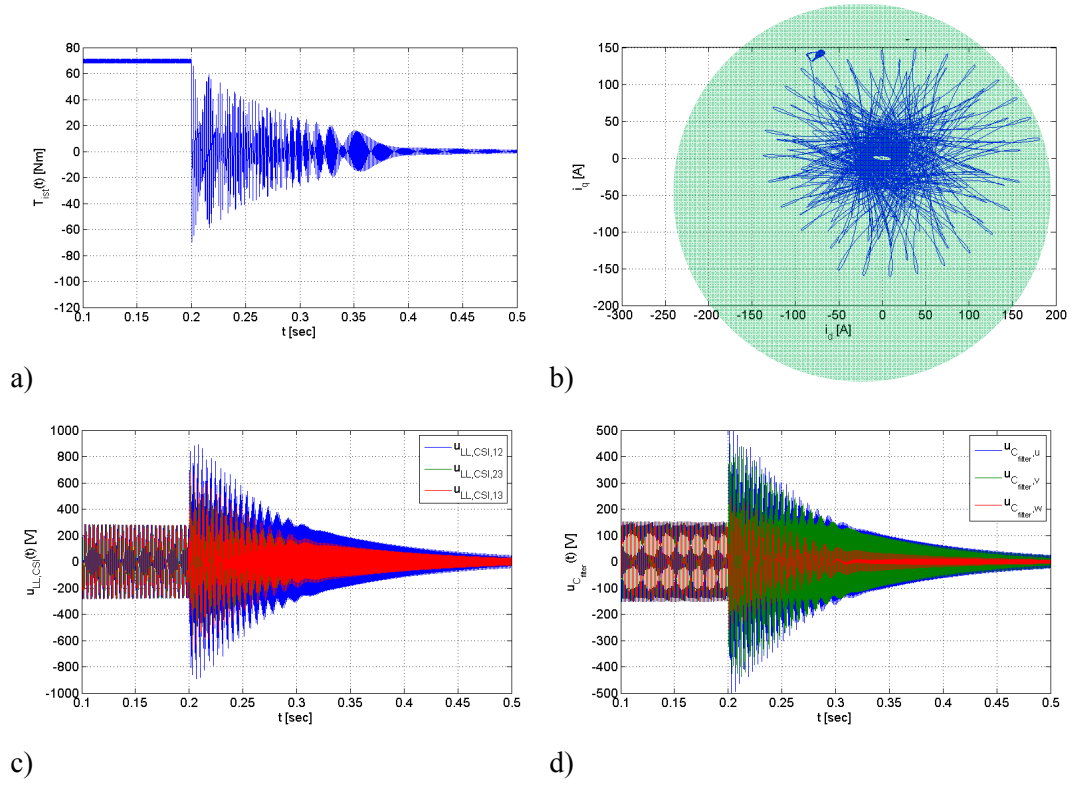 a)
80
60
40
20
0
-20
-40
-60
-80
-100
-120
T_ist(t) [Nm]
0.1 0.15 0.2 0.25 0.3 0.35 0.4 0.45 0.5
t [sec]
b)
150
100
50
0
-50
-100
-150
-200
i_q [A]
-300 -250 -200 -150 -100 -50 0 50 100 150 200
i_d [A]
c)
1000
800
600
400
200
0
-200
-400
-600
-800
-1000
u_LL,CSI(t) [V]
u_LL,CSI,12
u_LL,CSI,23
u_LL,CSI,13
0.1 0.15 0.2 0.25 0.3 0.35 0.4 0.45 0.5
t [sec]
d)
500
400
300
200
100
0
-100
-200
-300
-400
-500
u_C_filter(t) [V]
u_C_filter,u
u_C_filter,v
u_C_filter,w
0.1 0.15 0.2 0.25 0.3 0.35 0.4 0.45 0.5
t [sec]